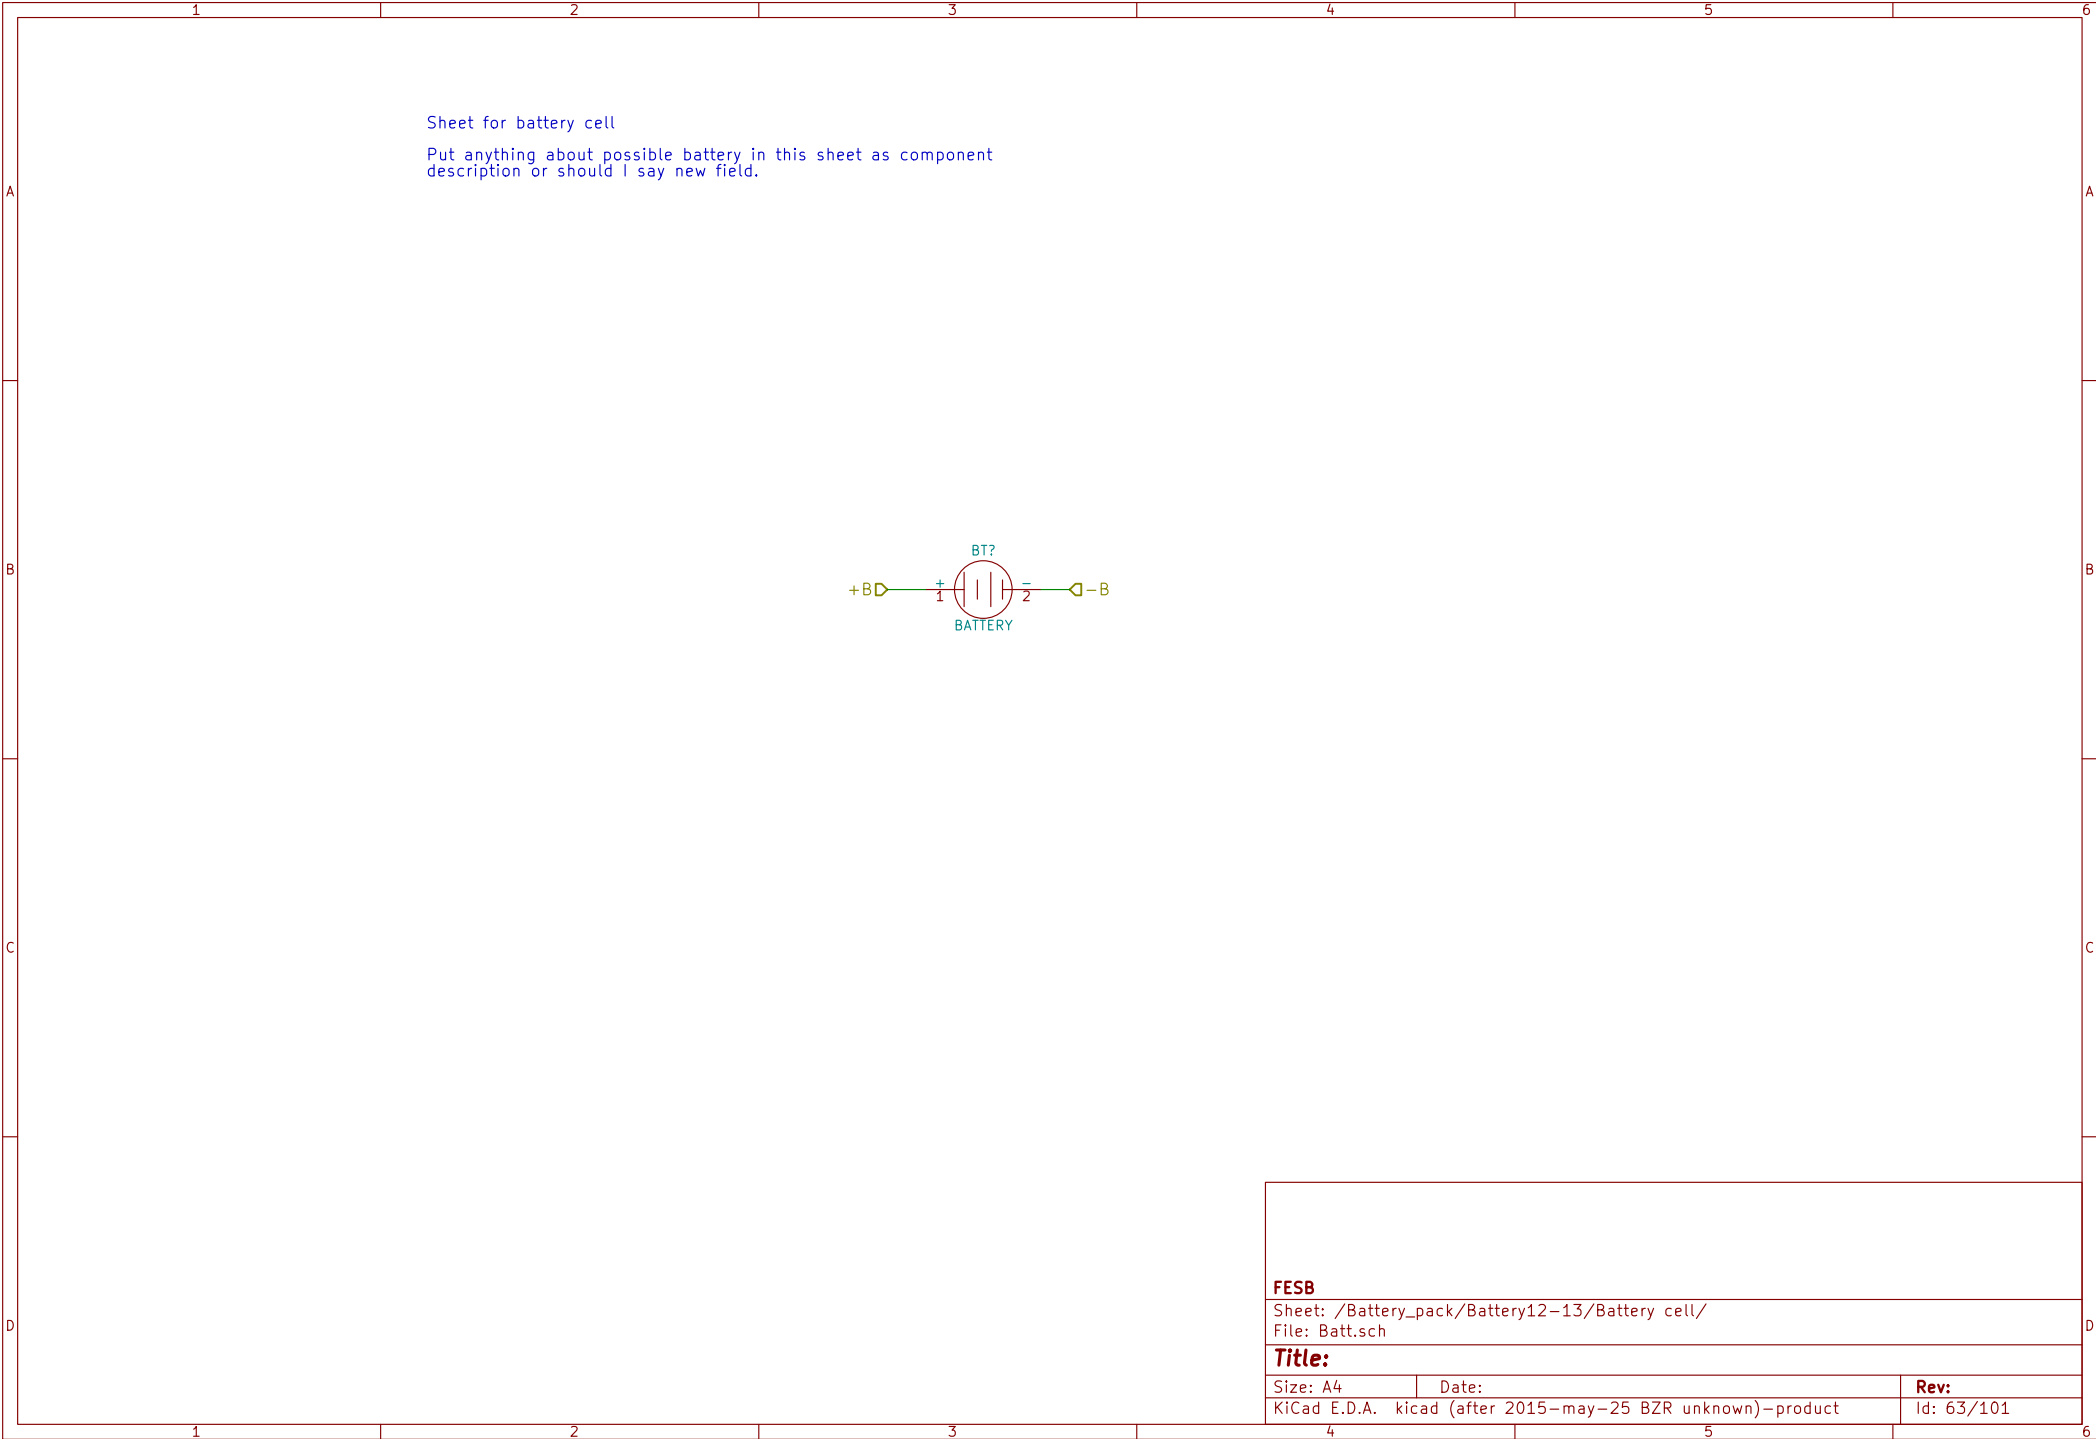 1 2 3 4 5 6
Sheet for battery cell
Put anything about possible battery in this sheet as component
description or should I say new field.
A A
BT?
B B
+B + - -B
1 2
BATTERY
C C
FESB
Sheet: /Battery_pack/Battery12-13/Battery cell/
File: Batt.sch
D D
Title:
Size: A4 Date: Rev:
KiCad E.D.A. kicad (after 2015-may-25 BZR unknown)-product Id: 63/101
1 2 3 4 5 6